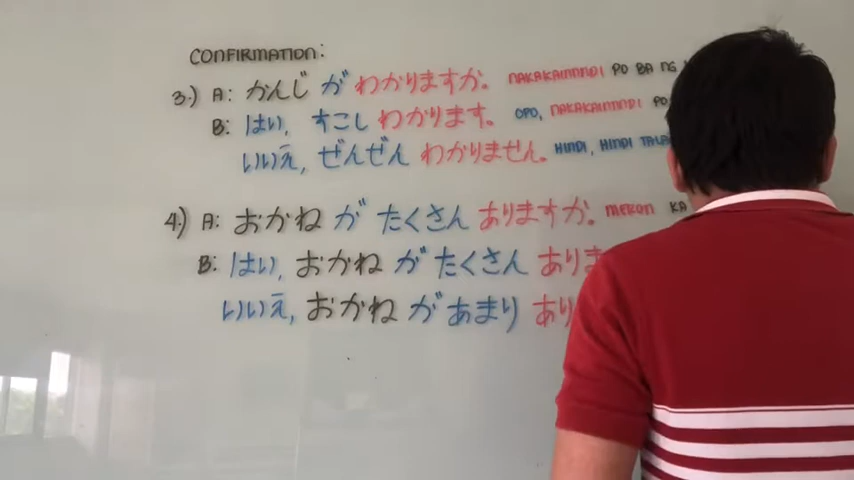 CONFIRMATION:
3.) A: かんじ が わかりますか。 NAKAKAINTINDI PO BA NG
B: はい, すこし わかります。 OPO, NAKAKAINTINDI PO
いいえ, ぜんぜん わかりません。 HINDI, HINDI
4.) A: おかね が たくさん ありますか。 MERON KA
B: はい, おかね が たくさん ありま
いいえ, おかね が あまり あり